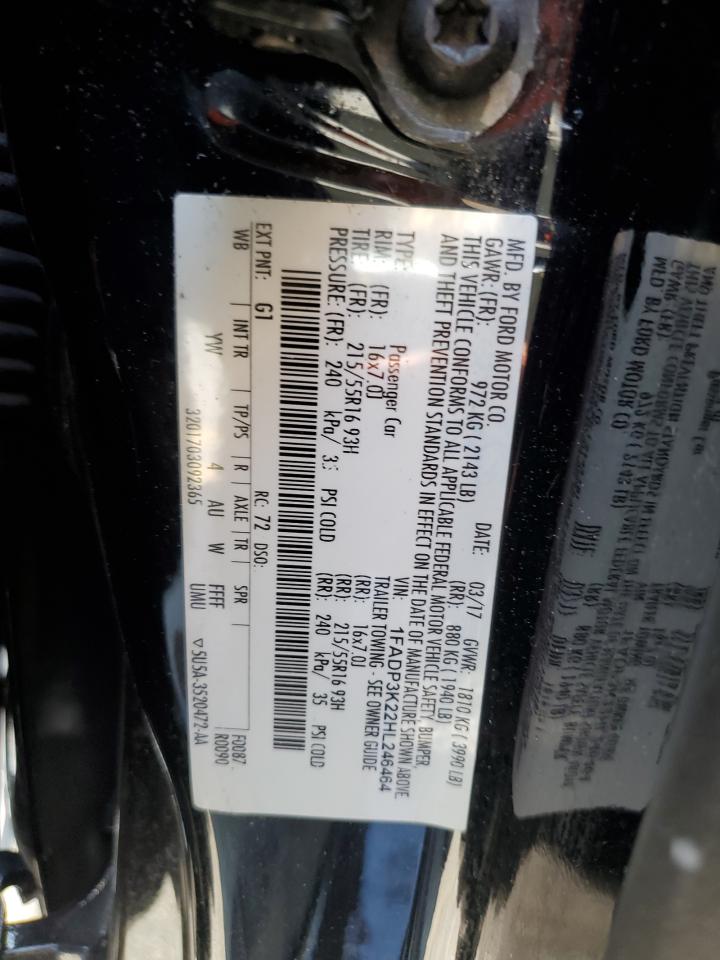 MFD. BY FORD MOTOR CO.
DATE: 03/17 GVWR: 1810 KG ( 3990 LB)
GAWR: (FR): 972 KG ( 2143 LB) (RR): 880 KG ( 1940 LB)
THIS VEHICLE CONFORMS TO ALL APPLICABLE FEDERAL MOTOR VEHICLE SAFETY, BUMPER,
AND THEFT PREVENTION STANDARDS IN EFFECT ON THE DATE OF MANUFACTURE SHOWN ABOVE
VIN: 1FADP3K22HL246464
TYPE: Passenger Car TRAILER TOWING - SEE OWNER GUIDE
RIM: (FR): 16x7.0J (RR): 16x7.0J
TIRE: (FR): 215/55R16 93H (RR): 215/55R16 93H
PRESSURE: (FR): 240 kPa/ 35 PSI COLD (RR): 240 kPa/ 35 PSI COLD
EXT PNT: G1 RC: 72 DSO: F0087
WB INT TR TP/PS R AXLE TR SPR R0090
YW 4 AU W FFF
3201703092365 UMU ▽5U5A-3520472-AA